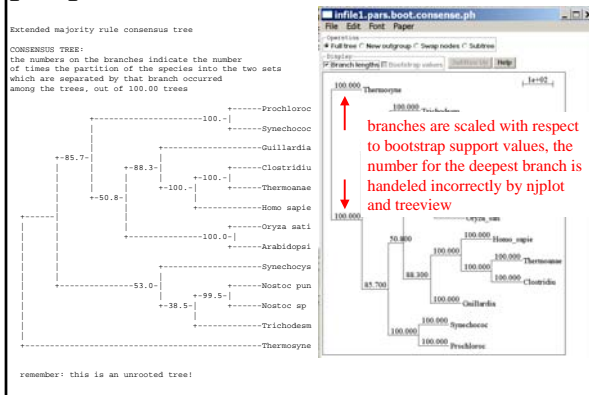 Extended majority rule consensus tree
CONSENSUS TREE:
the numbers on the branches indicate the number
of times the partition of the species into the two sets
which are separated by that branch occurred
among the trees, out of 100.00 trees
+------Prochloroc
+----------------------100.-|
| +------Synechococ
| +--------------------Guillardia
+-85.7-| |
| | +-88.3-| +------Clostridiu
| | | | +-100.-|
| | | +-100.-| +------Thermoanae
| +-50.8-| |
| | +-------------Homo sapie
| | +------Oryza sati
+------| +---------------100.0-|
| | +------Arabidopsi
| | +--------------------Synechocys
| | |
| +---------------53.0-| +------Nostoc pun
| | +-99.5-|
| +-38.5-| +------Nostoc sp
| |
| +-------------Trichodesm
+------------------------------------------Thermosyne
remember: this is an unrooted tree!
infile1.pars.boot.consense.ph
File Edit Font Paper
Operation
Full tree New outgroup Swap nodes Subtree
Display
Branch lengths Bootstrap values Subtree Up Help
1e+02
100.000 Thermosyne
100.000 Trichodesm
branches are scaled with respect
to bootstrap support values, the
number for the deepest branch is
handeled incorrectly by njplot
and treeview
100.000
Oryza_sati
50.800 100.000 Homo_sapie
100.000 100.000 Thermoanae
100.000
88.300 100.000 Clostridiu
85.700
100.000 Guillardia
100.000 Synechococ
100.000
100.000 Prochloroc